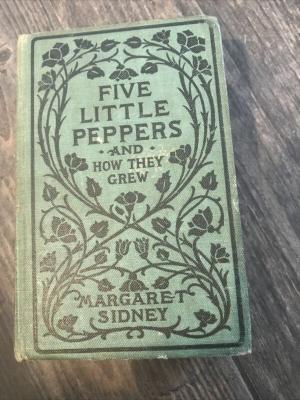 FIVE
LITTLE
PEPPERS
• AND •
HOW THEY
GREW
MARGARET
SIDNEY